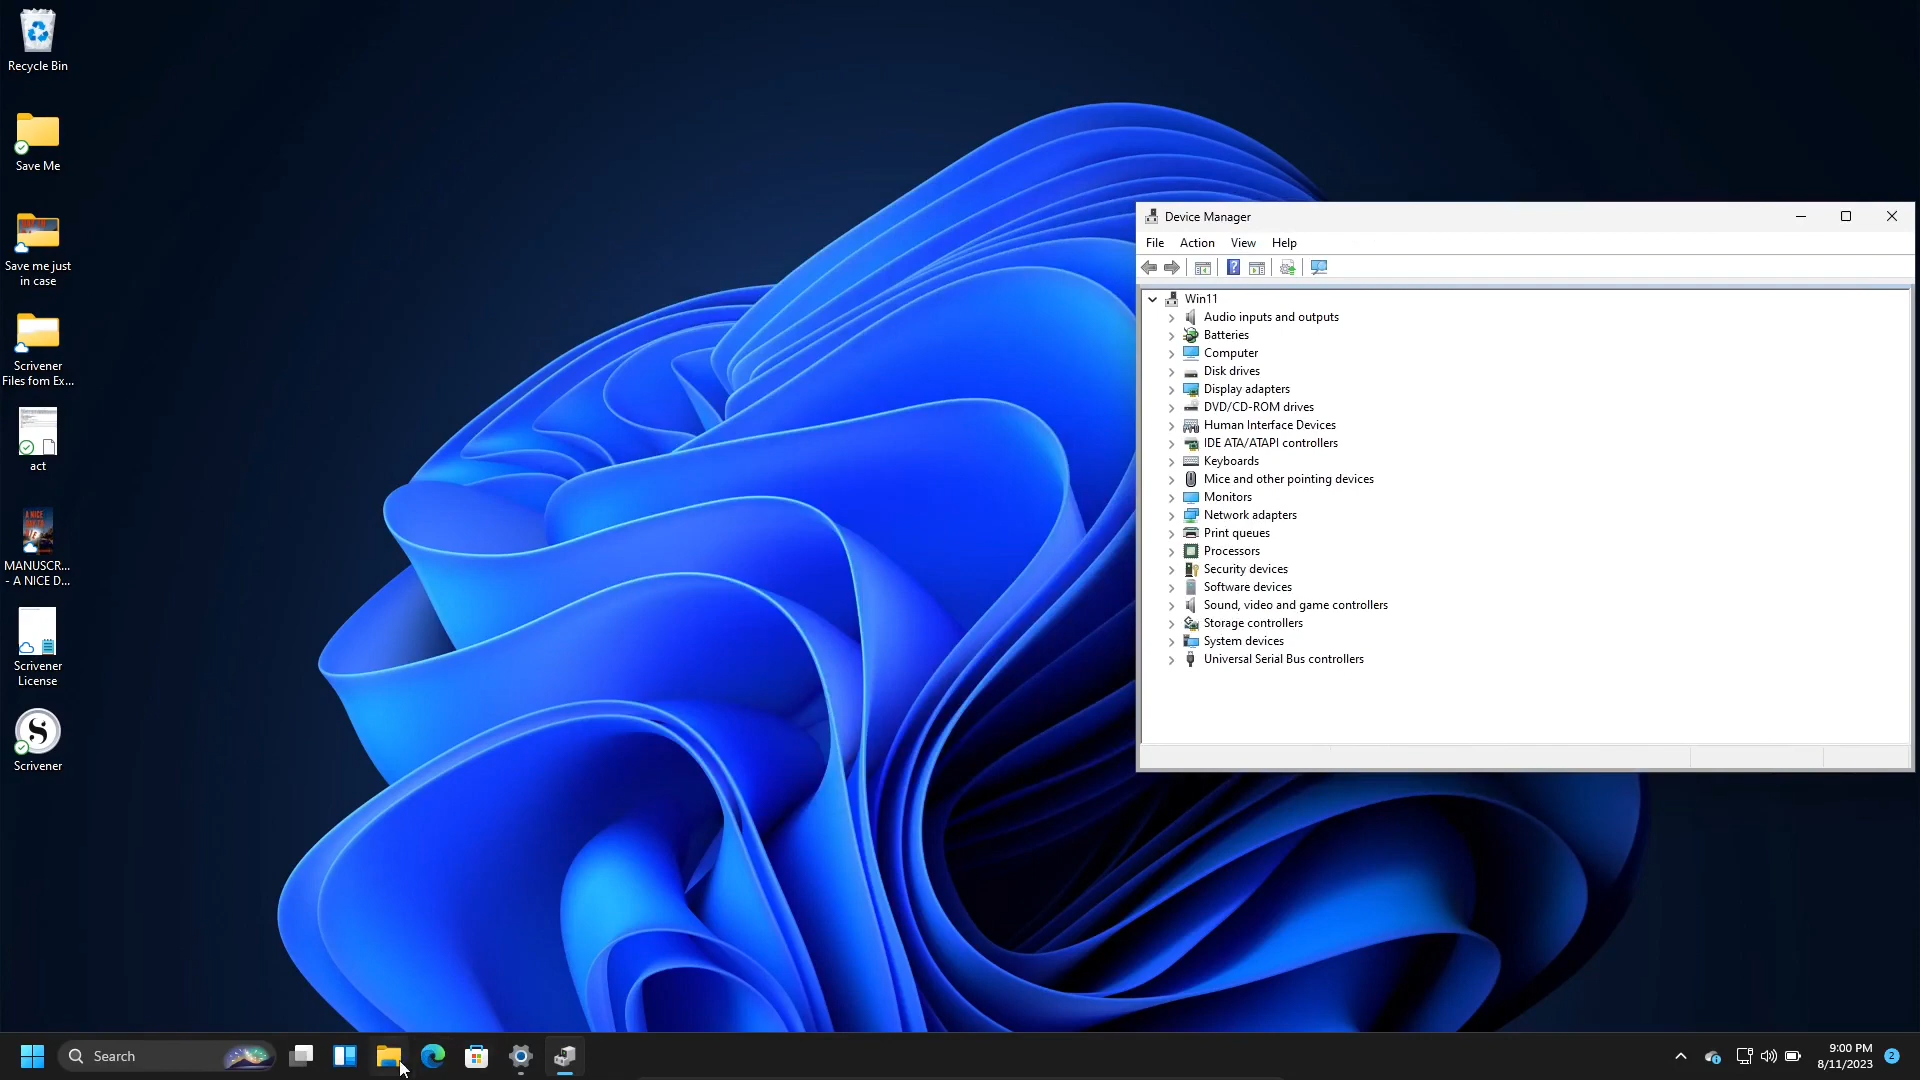 Recycle Bin
Save Me
Save me just
in case
Scrivener
Files fom Ex...
act
MANUSCR...
- A NICE D...
Scrivener
License
Scrivener
Device Manager
File Action View Help
Win11
Audio inputs and outputs
Batteries
Computer
Disk drives
Display adapters
DVD/CD-ROM drives
Human Interface Devices
IDE ATA/ATAPI controllers
Keyboards
Mice and other pointing devices
Monitors
Network adapters
Print queues
Processors
Security devices
Software devices
Sound, video and game controllers
Storage controllers
System devices
Universal Serial Bus controllers
Search
9:00 PM
8/11/2023
2